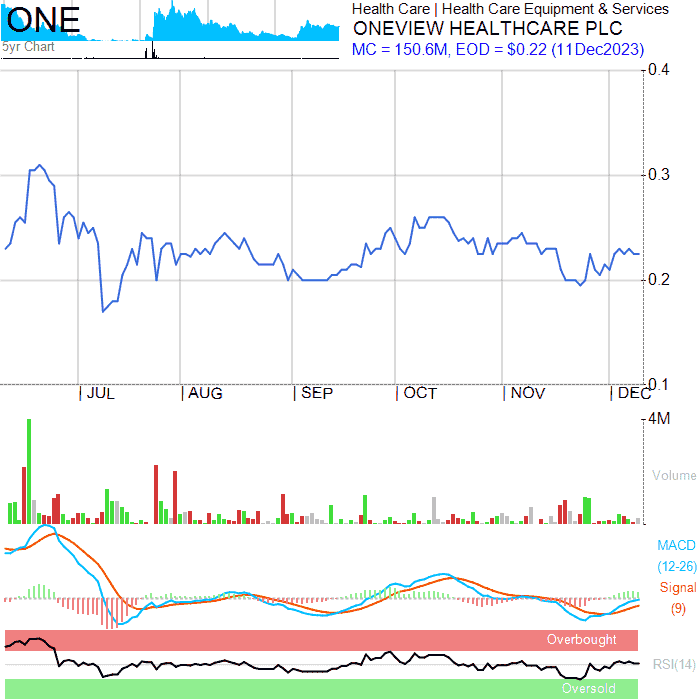 ONE
5yr Chart
Health Care | Health Care Equipment & Services
ONEVIEW HEALTHCARE PLC
MC = 150.6M, EOD = $0.22 (11Dec2023)
0.4
0.3
0.2
0.1
JUL AUG SEP OCT NOV DEC
4M
Volume
MACD
(12-26)
Signal
(9)
Overbought
RSI(14)
Oversold